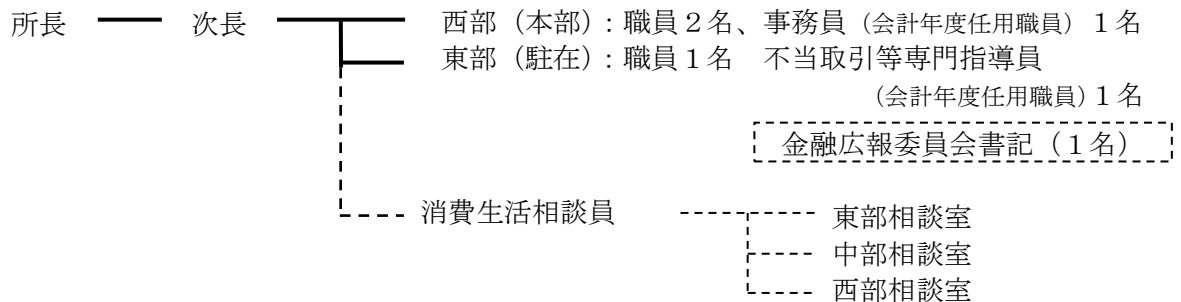 所長 次長 西部（本部）：職員２名、事務員（会計年度任用職員）１名
東部（駐在）：職員１名 不当取引等専門指導員
（会計年度任用職員）１名
金融広報委員会書記（１名）
消費生活相談員 東部相談室
中部相談室
西部相談室